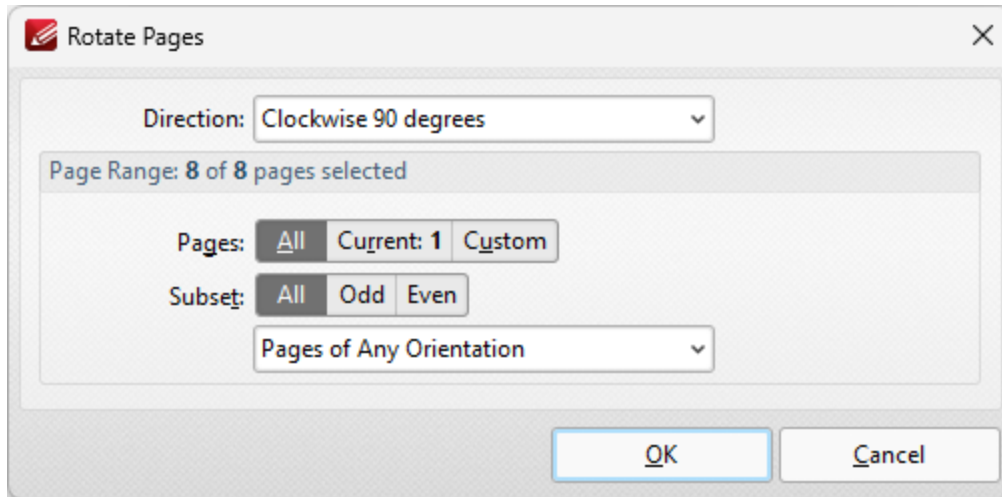 Rotate Pages
Direction: Clockwise 90 degrees
Page Range: 8 of 8 pages selected
Pages: All Current: 1 Custom
Subset: All Odd Even
Pages of Any Orientation
OK Cancel